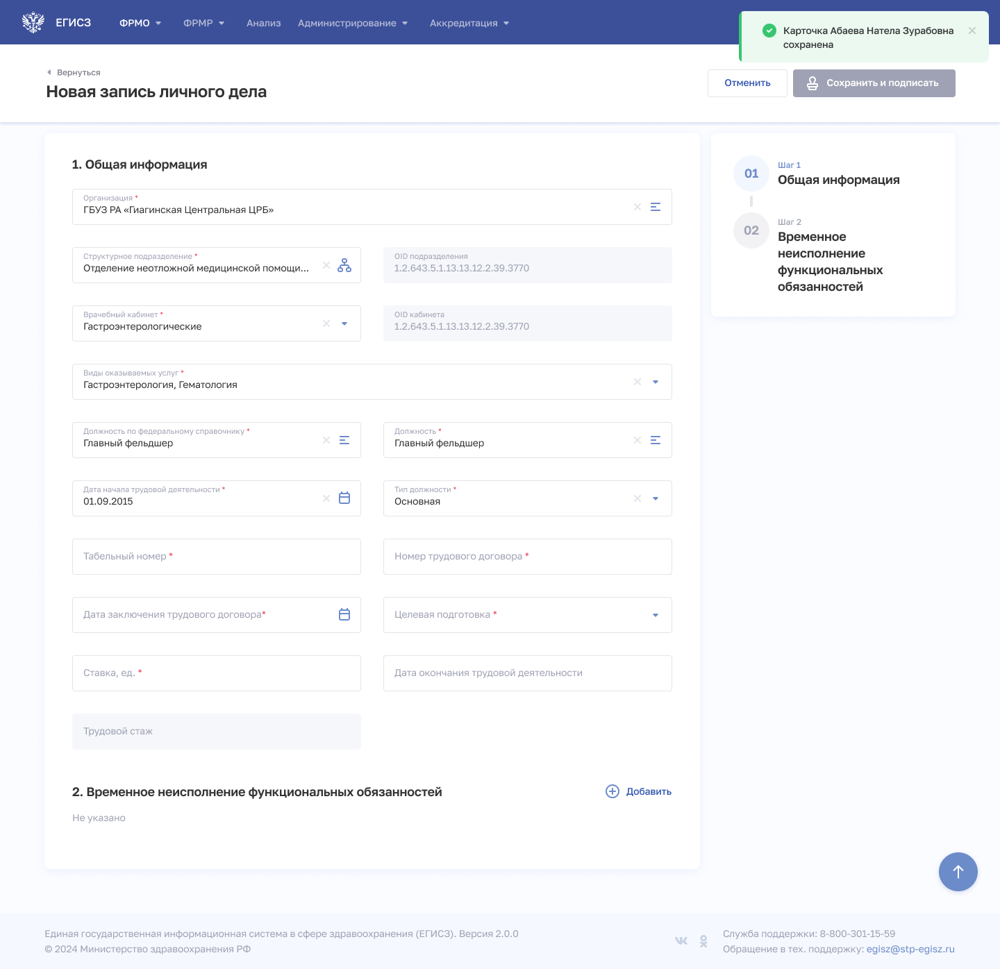 ЕГИСЗ
ФРМО
ФРМР
Анализ
Администрирование
Аккредитация
Карточка Абаева Натела Зурабовна
сохранена
Вернуться
Новая запись личного дела
Отменить
Сохранить и подписать
1. Общая информация
Организация *
ГБУЗ РА «Гиагинская Центральная ЦРБ»
Структурное подразделение *
Отделение неотложной медицинской помощи...
OID подразделения
1.2.643.5.1.13.13.12.2.39.3770
Врачебный кабинет *
Гастроэнтерологические
OID кабинета
1.2.643.5.1.13.13.12.2.39.3770
Виды оказываемых услуг *
Гастроэнтерология, Гематология
Должность по федеральному справочнику *
Главный фельдшер
Должность *
Главный фельдшер
Дата начала трудовой деятельности *
01.09.2015
Тип должности *
Основная
Табельный номер *
Номер трудового договора *
Дата заключения трудового договора*
Целевая подготовка *
Ставка, ед. *
Дата окончания трудовой деятельности
Трудовой стаж
2. Временное неисполнение функциональных обязанностей
Добавить
Не указано
01
Шаг 1
Общая информация
02
Шаг 2
Временное
неисполнение
функциональных
обязанностей
Единая государственная информационная система в сфере здравоохранения (ЕГИСЗ). Версия 2.0.0
© 2024 Министерство здравоохранения РФ
Служба поддержки: 8-800-301-15-59
Обращение в тех. поддержку: egisz@stp-egisz.ru